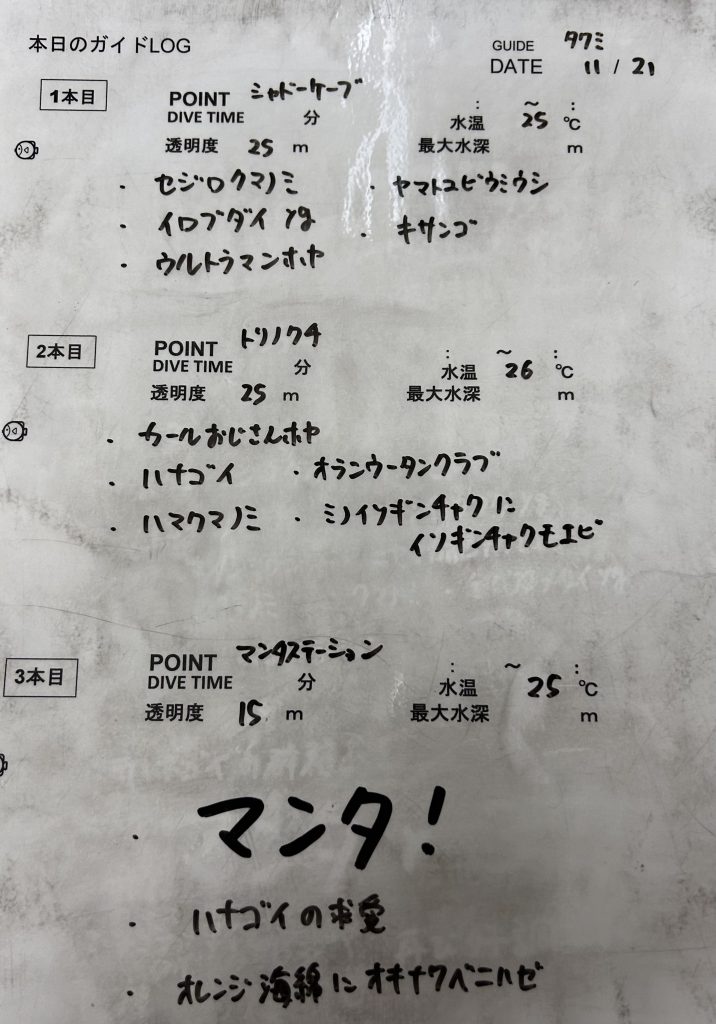 本日のガイドLOG
GUIDE タクミ
DATE 11 / 21
1本目
POINT シャドーケーブ
DIVE TIME 分 : ～ :
水温 25 ℃
透明度 25 m 最大水深 m
・セジロクマノミ ・ヤマトユビウミウシ
・イロブダイ yg ・キサンゴ
・ウルトラマンホヤ
2本目
POINT トリノクチ
DIVE TIME 分 : ～ :
水温 26 ℃
透明度 25 m 最大水深 m
・カールおじさんホヤ
・ハナゴイ ・オランウータンクラブ
・ハマクマノミ ・ミノイソギンチャクに
イソギンチャクモエビ
3本目
POINT マンタステーション
DIVE TIME 分 : ～ :
水温 25 ℃
透明度 15 m 最大水深 m
・マンタ!
・ハナゴイの求愛
・オレンジ海綿にオキナワベニハゼ